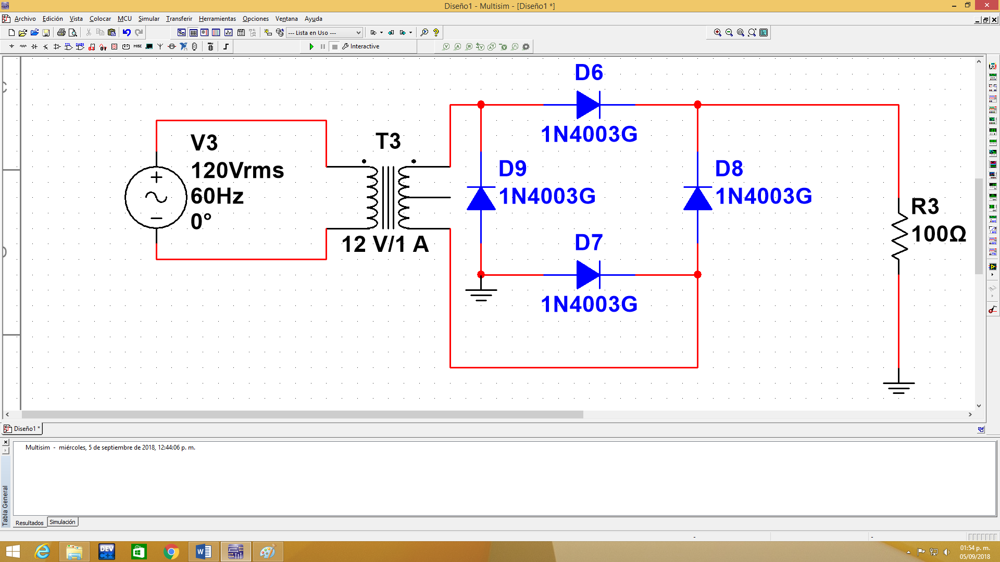 Diseño1 - Multisim - [Diseño1 *]
Archivo Edición Vista Colocar MCU Simular Transferir Herramientas Opciones Ventana Ayuda
--- Lista en Uso ---
MISC
Interactive
D6
1N4003G
V3
120Vrms
60Hz
0°
T3
12 V/1 A
D9
1N4003G
D8
1N4003G
D7
1N4003G
R3
100Ω
Diseño1 *
Multisim - miércoles, 5 de septiembre de 2018, 12:44:06 p. m.
Tabla General
Resultados Simulación
DEV C++
01:54 p. m.
05/09/2018